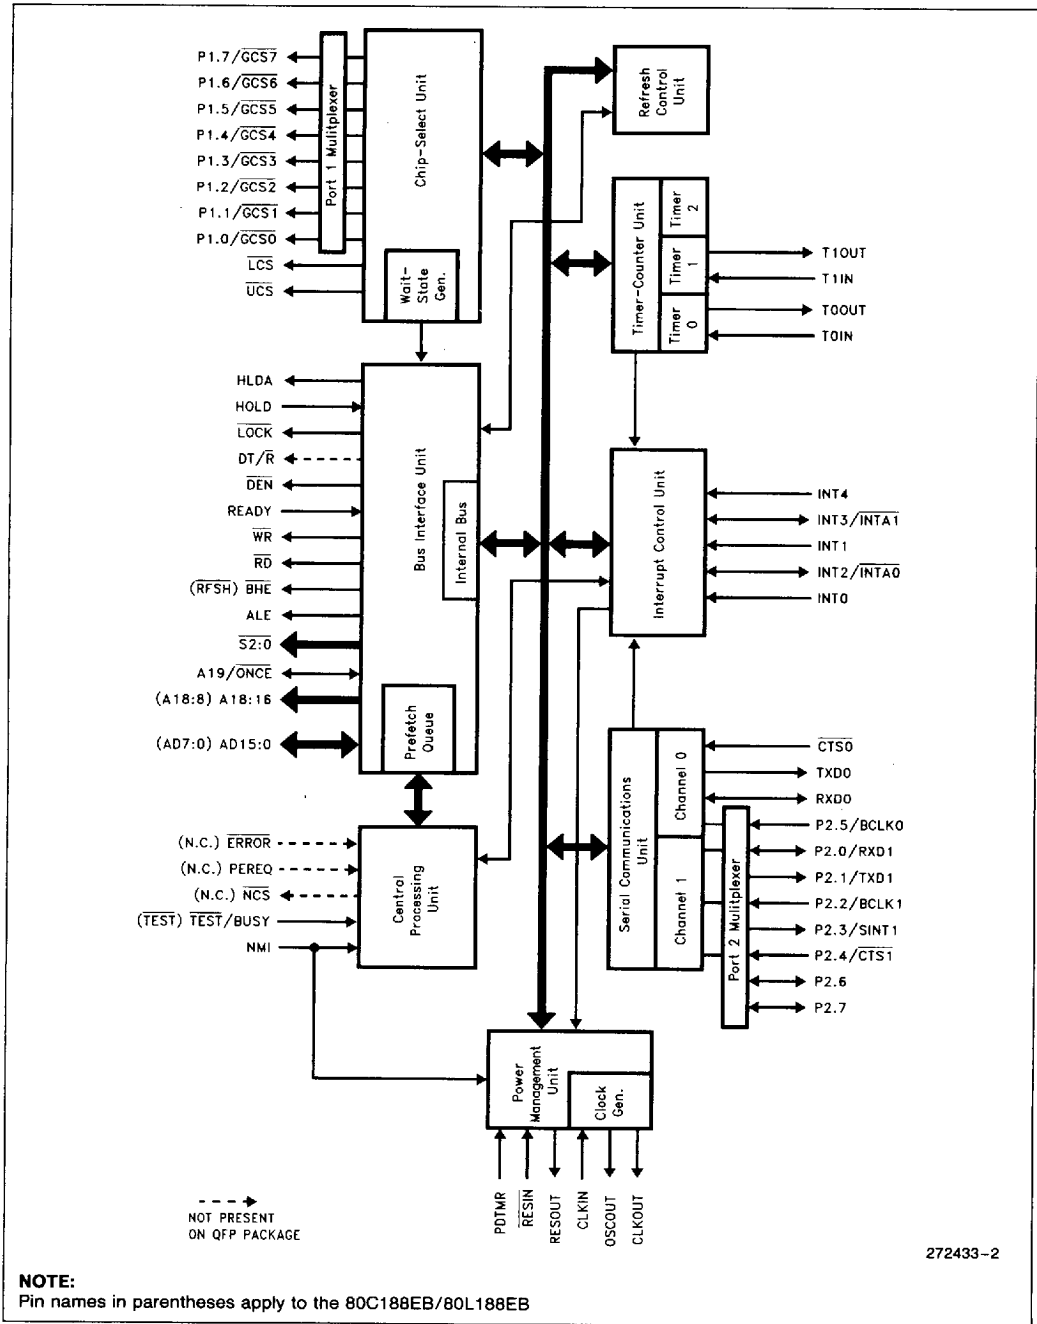 P1.7/GCS7
P1.6/GCS6
P1.5/GCS5
P1.4/GCS4
P1.3/GCS3
P1.2/GCS2
P1.1/GCS1
P1.0/GCS0
LCS
UCS
Port 1 Mulitplexer
Chip-Select Unit
Wait-
State
Gen.
Refresh
Control
Unit
Timer-Counter Unit
Timer
2
Timer
1
Timer
0
T1OUT
T1IN
T0OUT
T0IN
HLDA
HOLD
LOCK
DT/R
DEN
READY
WR
RD
(RFSH) BHE
ALE
S2:0
A19/ONCE
(A18:8) A18:16
(AD7:0) AD15:0
Bus Interface Unit
Internal Bus
Prefetch
Queue
Interrupt Control Unit
INT4
INT3/INTA1
INT1
INT2/INTA0
INT0
(N.C.) ERROR
(N.C.) PEREQ
(N.C.) NCS
(TEST) TEST/BUSY
NMI
Central
Processing
Unit
Serial Communications
Unit
Channel 0
Channel 1
Port 2 Mulitplexer
CTS0
TXD0
RXD0
P2.5/BCLK0
P2.0/RXD1
P2.1/TXD1
P2.2/BCLK1
P2.3/SINT1
P2.4/CTS1
P2.6
P2.7
Power
Management
Unit
Clock
Gen.
PDTMR
RESIN
RESOUT
CLKIN
OSCOUT
CLKOUT
NOT PRESENT
ON QFP PACKAGE
272433-2
NOTE:
Pin names in parentheses apply to the 80C188EB/80L188EB